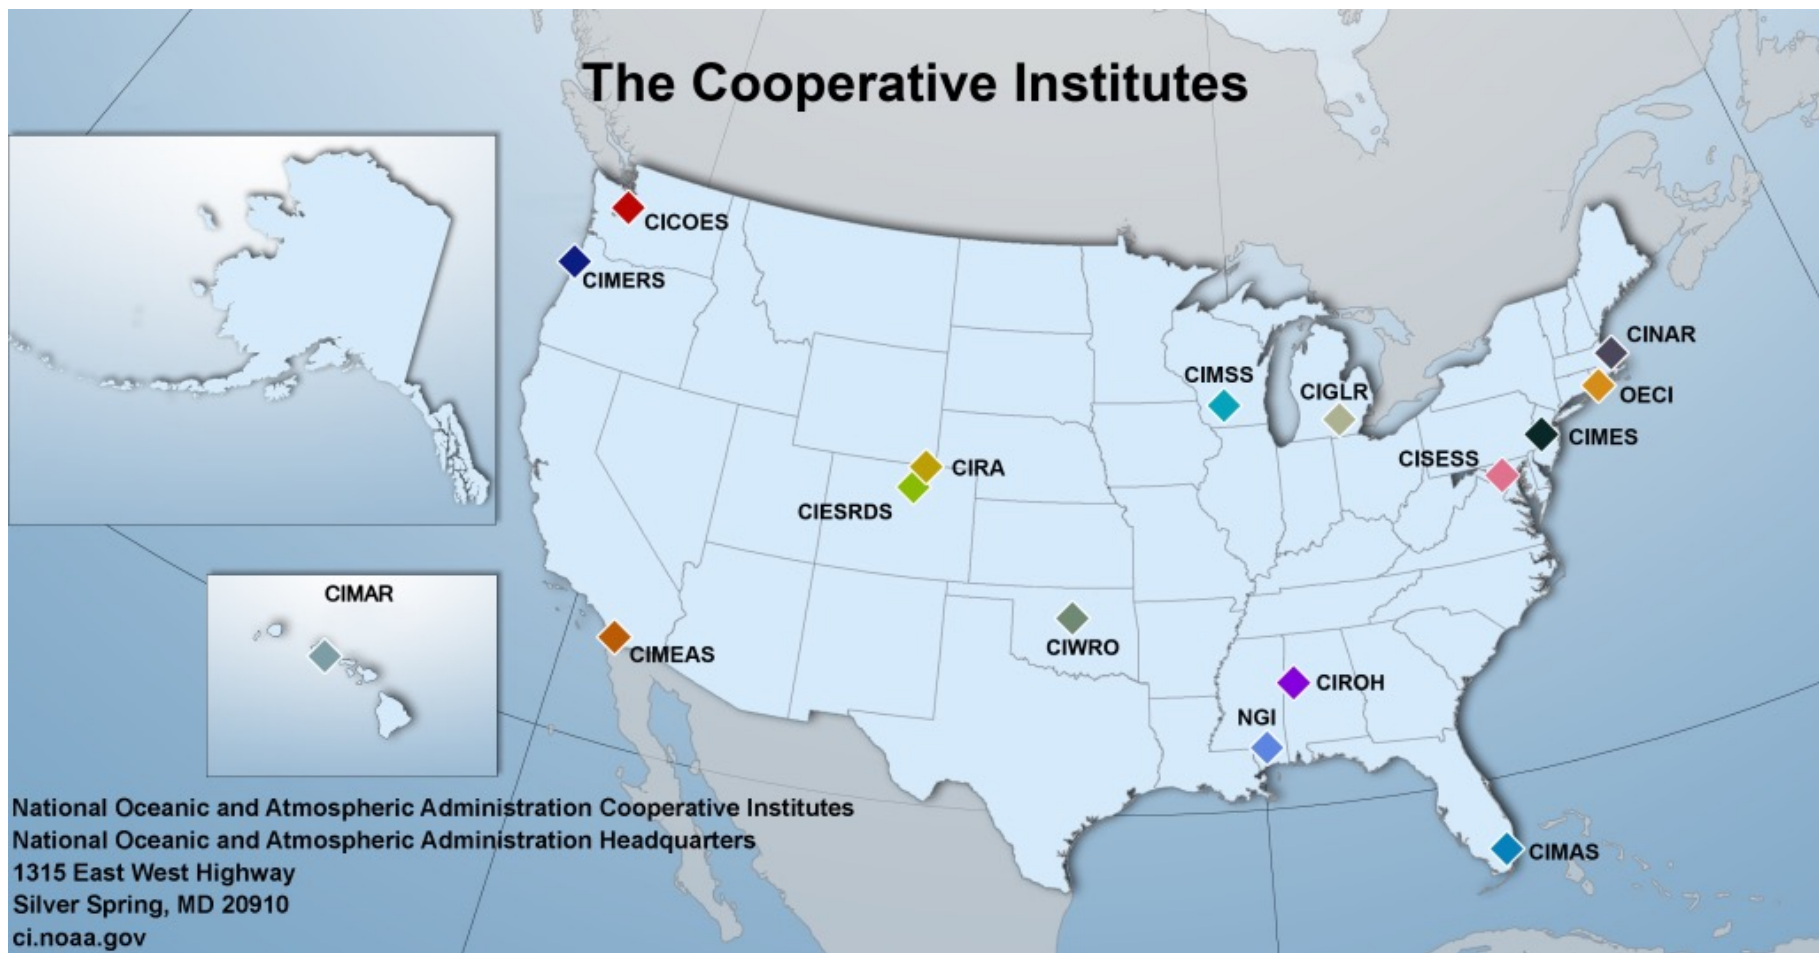 The Cooperative Institutes
CICOES
CIMERS
CINAR
CIMSS
CIGLR
OECI
CIMES
CISESS
CIRA
CIESRDS
CIMAR
CIWRO
CIMEAS
CIROH
NGI
CIMAS
National Oceanic and Atmospheric Administration Cooperative Institutes
National Oceanic and Atmospheric Administration Headquarters
1315 East West Highway
Silver Spring, MD 20910
ci.noaa.gov